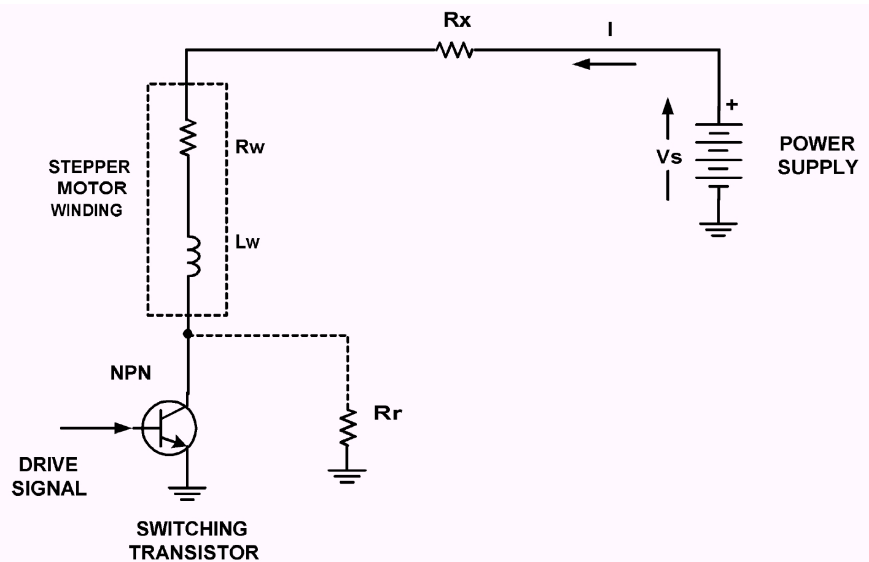 Rx
I
+
STEPPER
MOTOR
WINDING
Rw
Lw
Vs
POWER
SUPPLY
NPN
Rr
DRIVE
SIGNAL
SWITCHING
TRANSISTOR